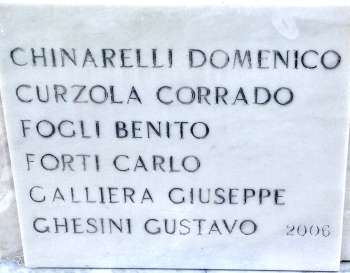 CHINARELLI DOMENICO
CURZOLA CORRADO
FOGLI BENITO
FORTI CARLO
GALLIERA GIUSEPPE
GHESINI GUSTAVO 2006